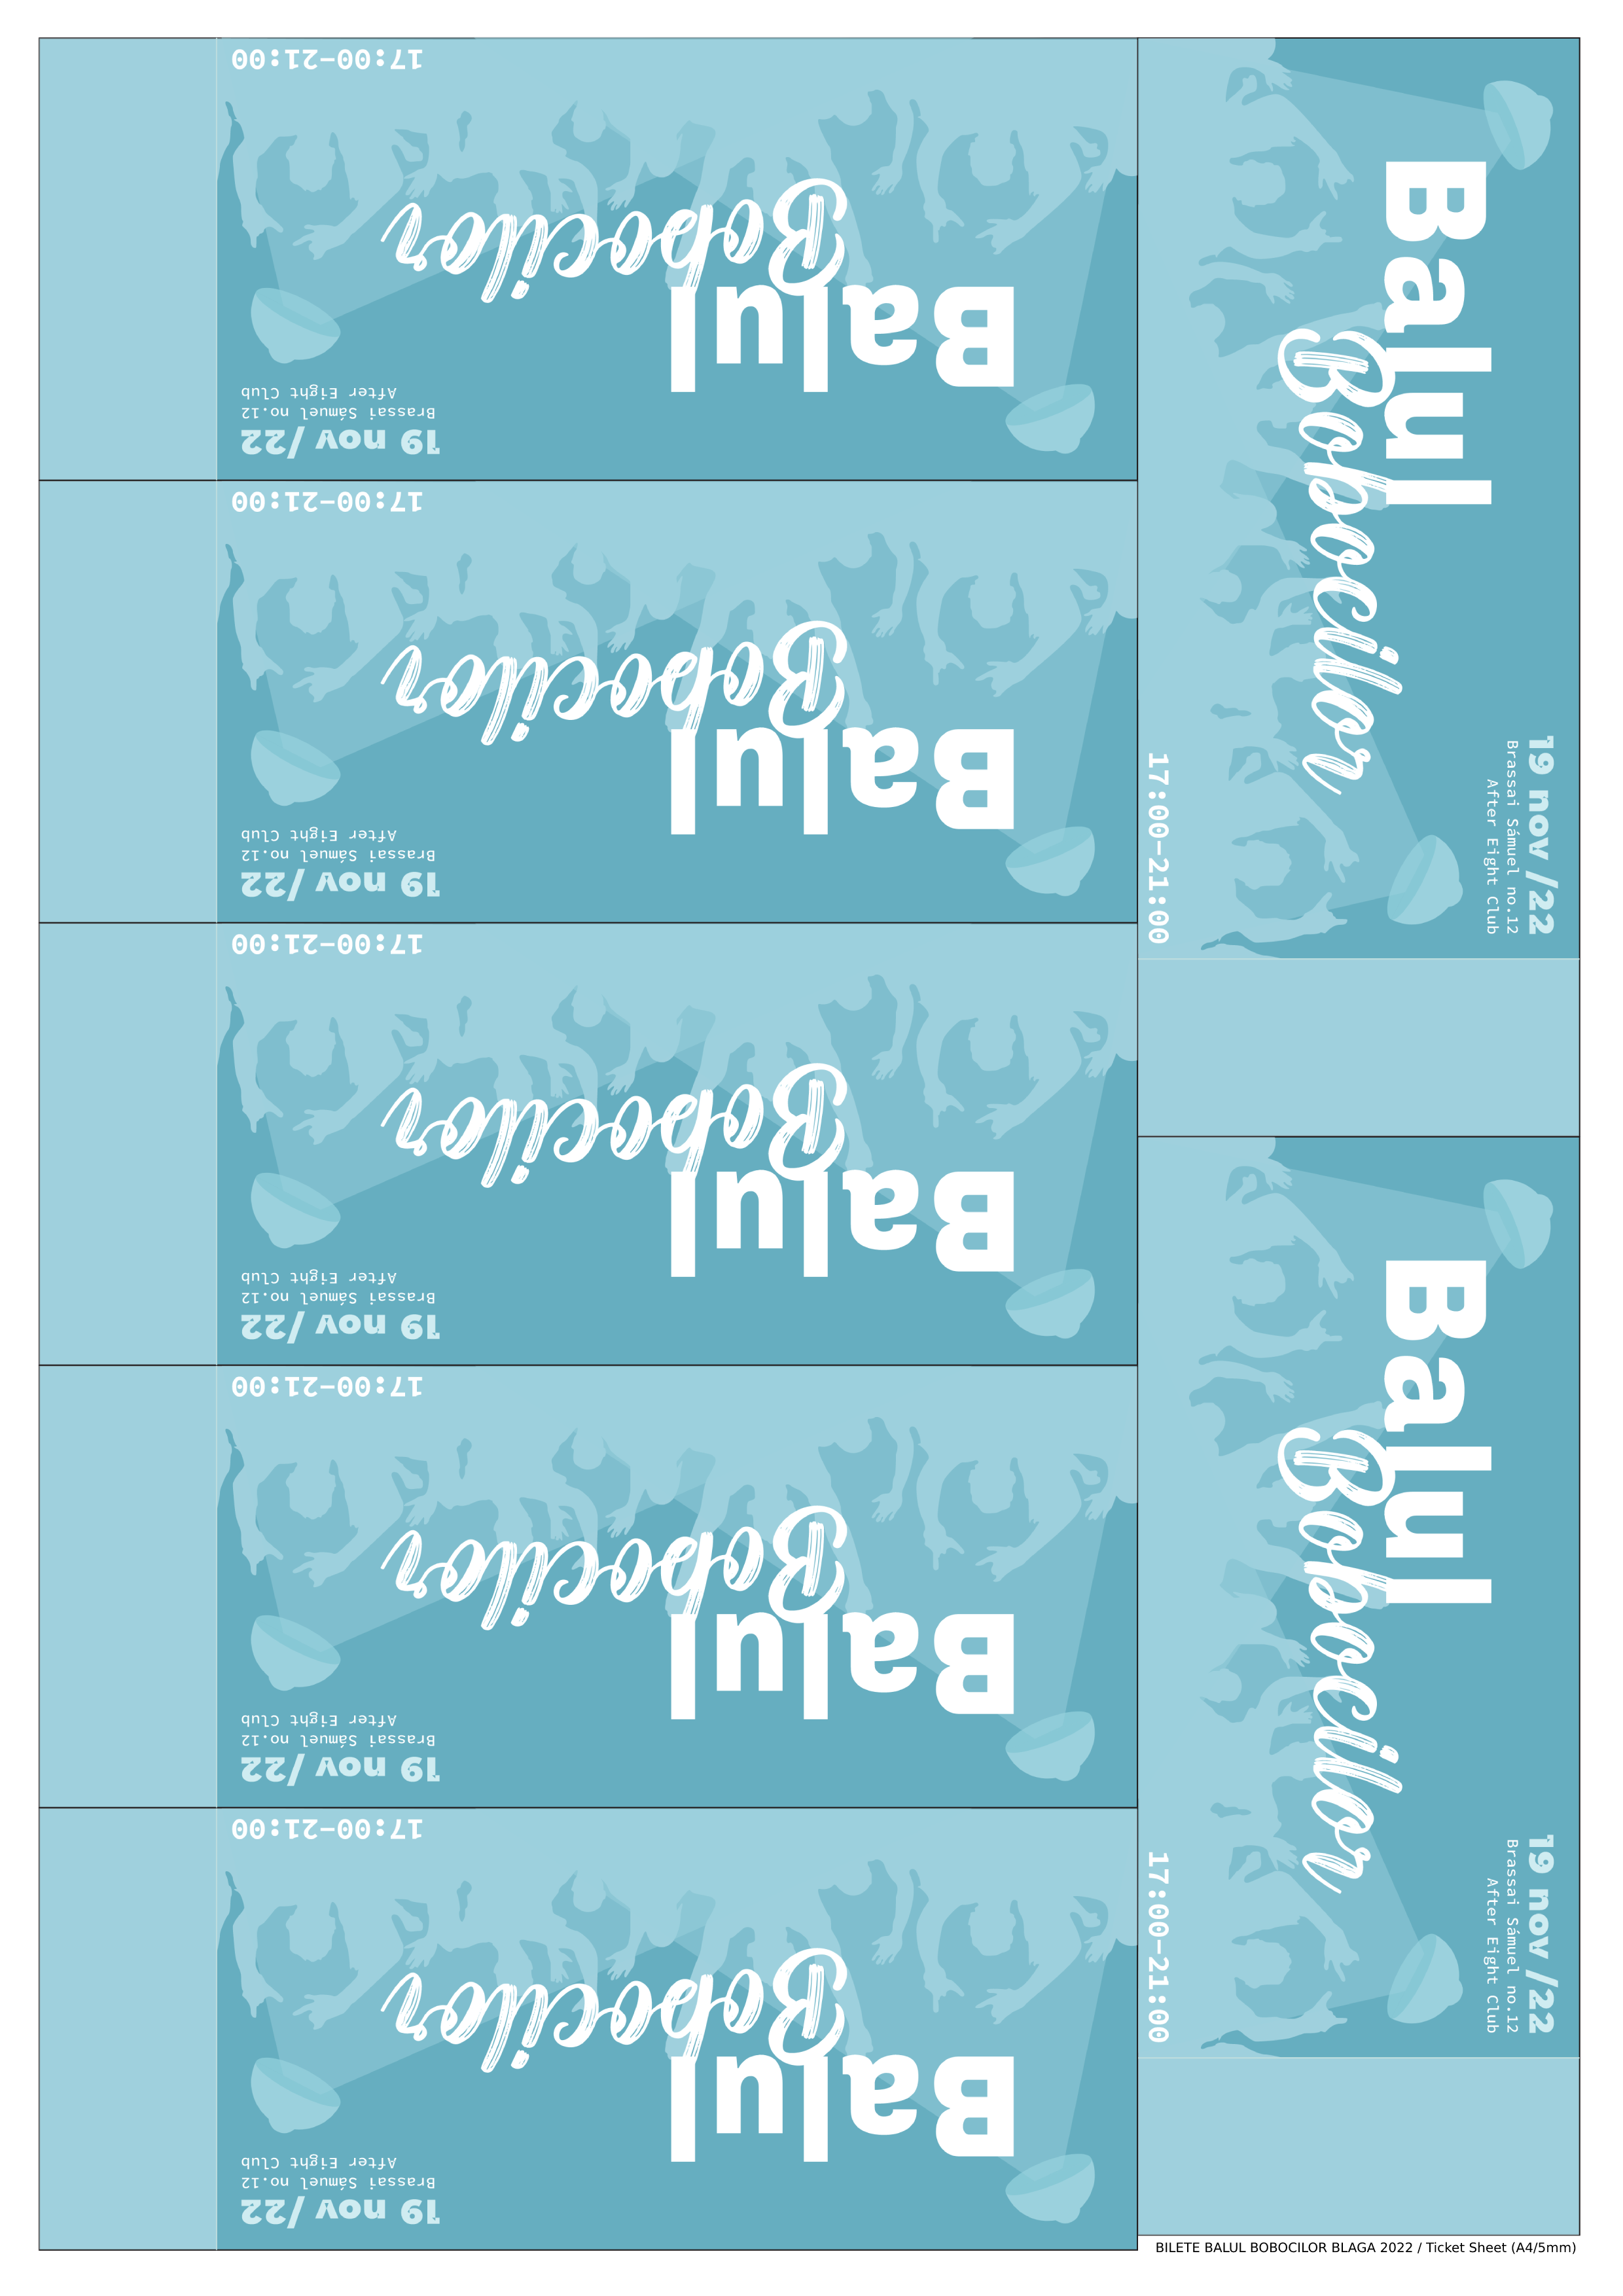 Balul
Bobocilor
19 nov /22
Brassai Sámuel no.12
After Eight Club
17:00-21:00
Balul
Bobocilor
19 nov /22
Brassai Sámuel no.12
After Eight Club
17:00-21:00
Balul
Bobocilor
19 nov /22
Brassai Sámuel no.12
After Eight Club
17:00-21:00
Balul
Bobocilor
19 nov /22
Brassai Sámuel no.12
After Eight Club
17:00-21:00
Balul
Bobocilor
19 nov /22
Brassai Sámuel no.12
After Eight Club
17:00-21:00
Balul
Bobocilor
19 nov /22
Brassai Sámuel no.12
After Eight Club
17:00-21:00
Balul
Bobocilor
19 nov /22
Brassai Sámuel no.12
After Eight Club
17:00-21:00
BILETE BALUL BOBOCILOR BLAGA 2022 / Ticket Sheet (A4/5mm)